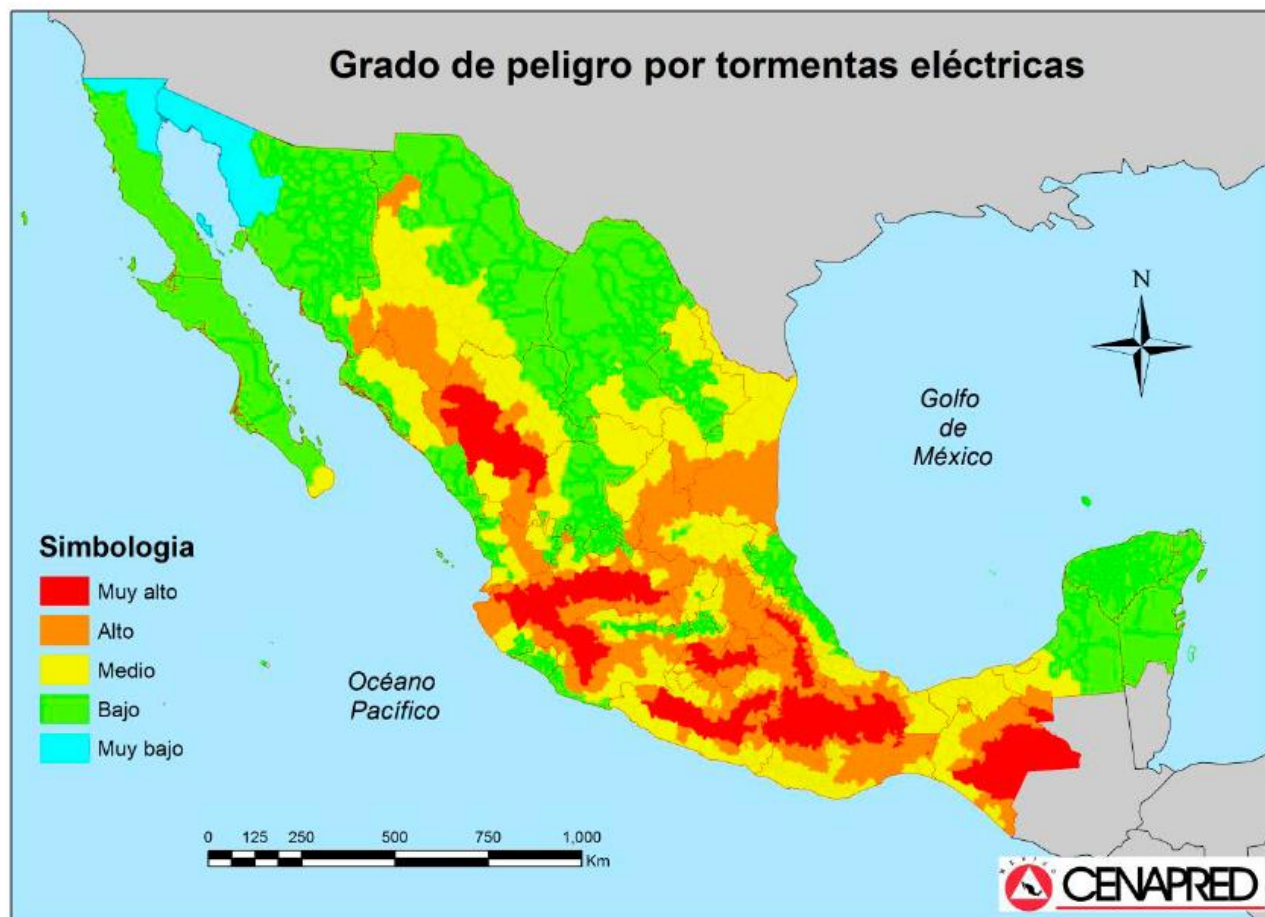 Grado de peligro por tormentas eléctricas
N
Golfo
de
México
Simbologia
Muy alto
Alto
Medio
Bajo
Muy bajo
Océano
Pacífico
0 125 250 500 750 1,000
Km
MEXICO
CENAPRED